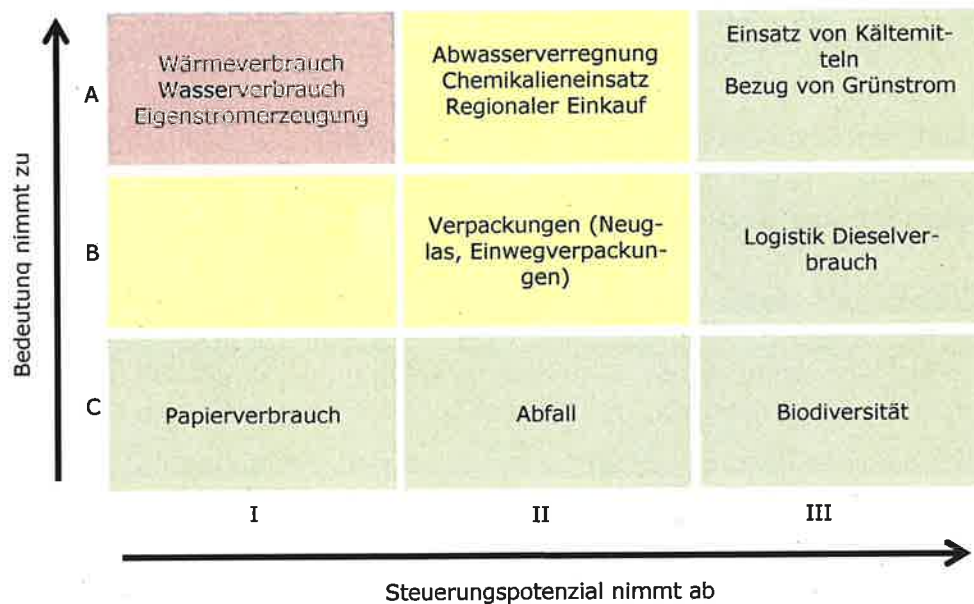 Bedeutung nimmt zu
A
Wärmeverbrauch
Wasserverbrauch
Eigenstromerzeugung
Abwasserverregnung
Chemikalieneinsatz
Regionaler Einkauf
Einsatz von Kältemit-
teln
Bezug von Grünstrom
B
Verpackungen (Neug-
las, Einwegverpackun-
gen)
Logistik Dieselver-
brauch
C
Papierverbrauch
Abfall
Biodiversität
I
II
III
Steuerungspotenzial nimmt ab